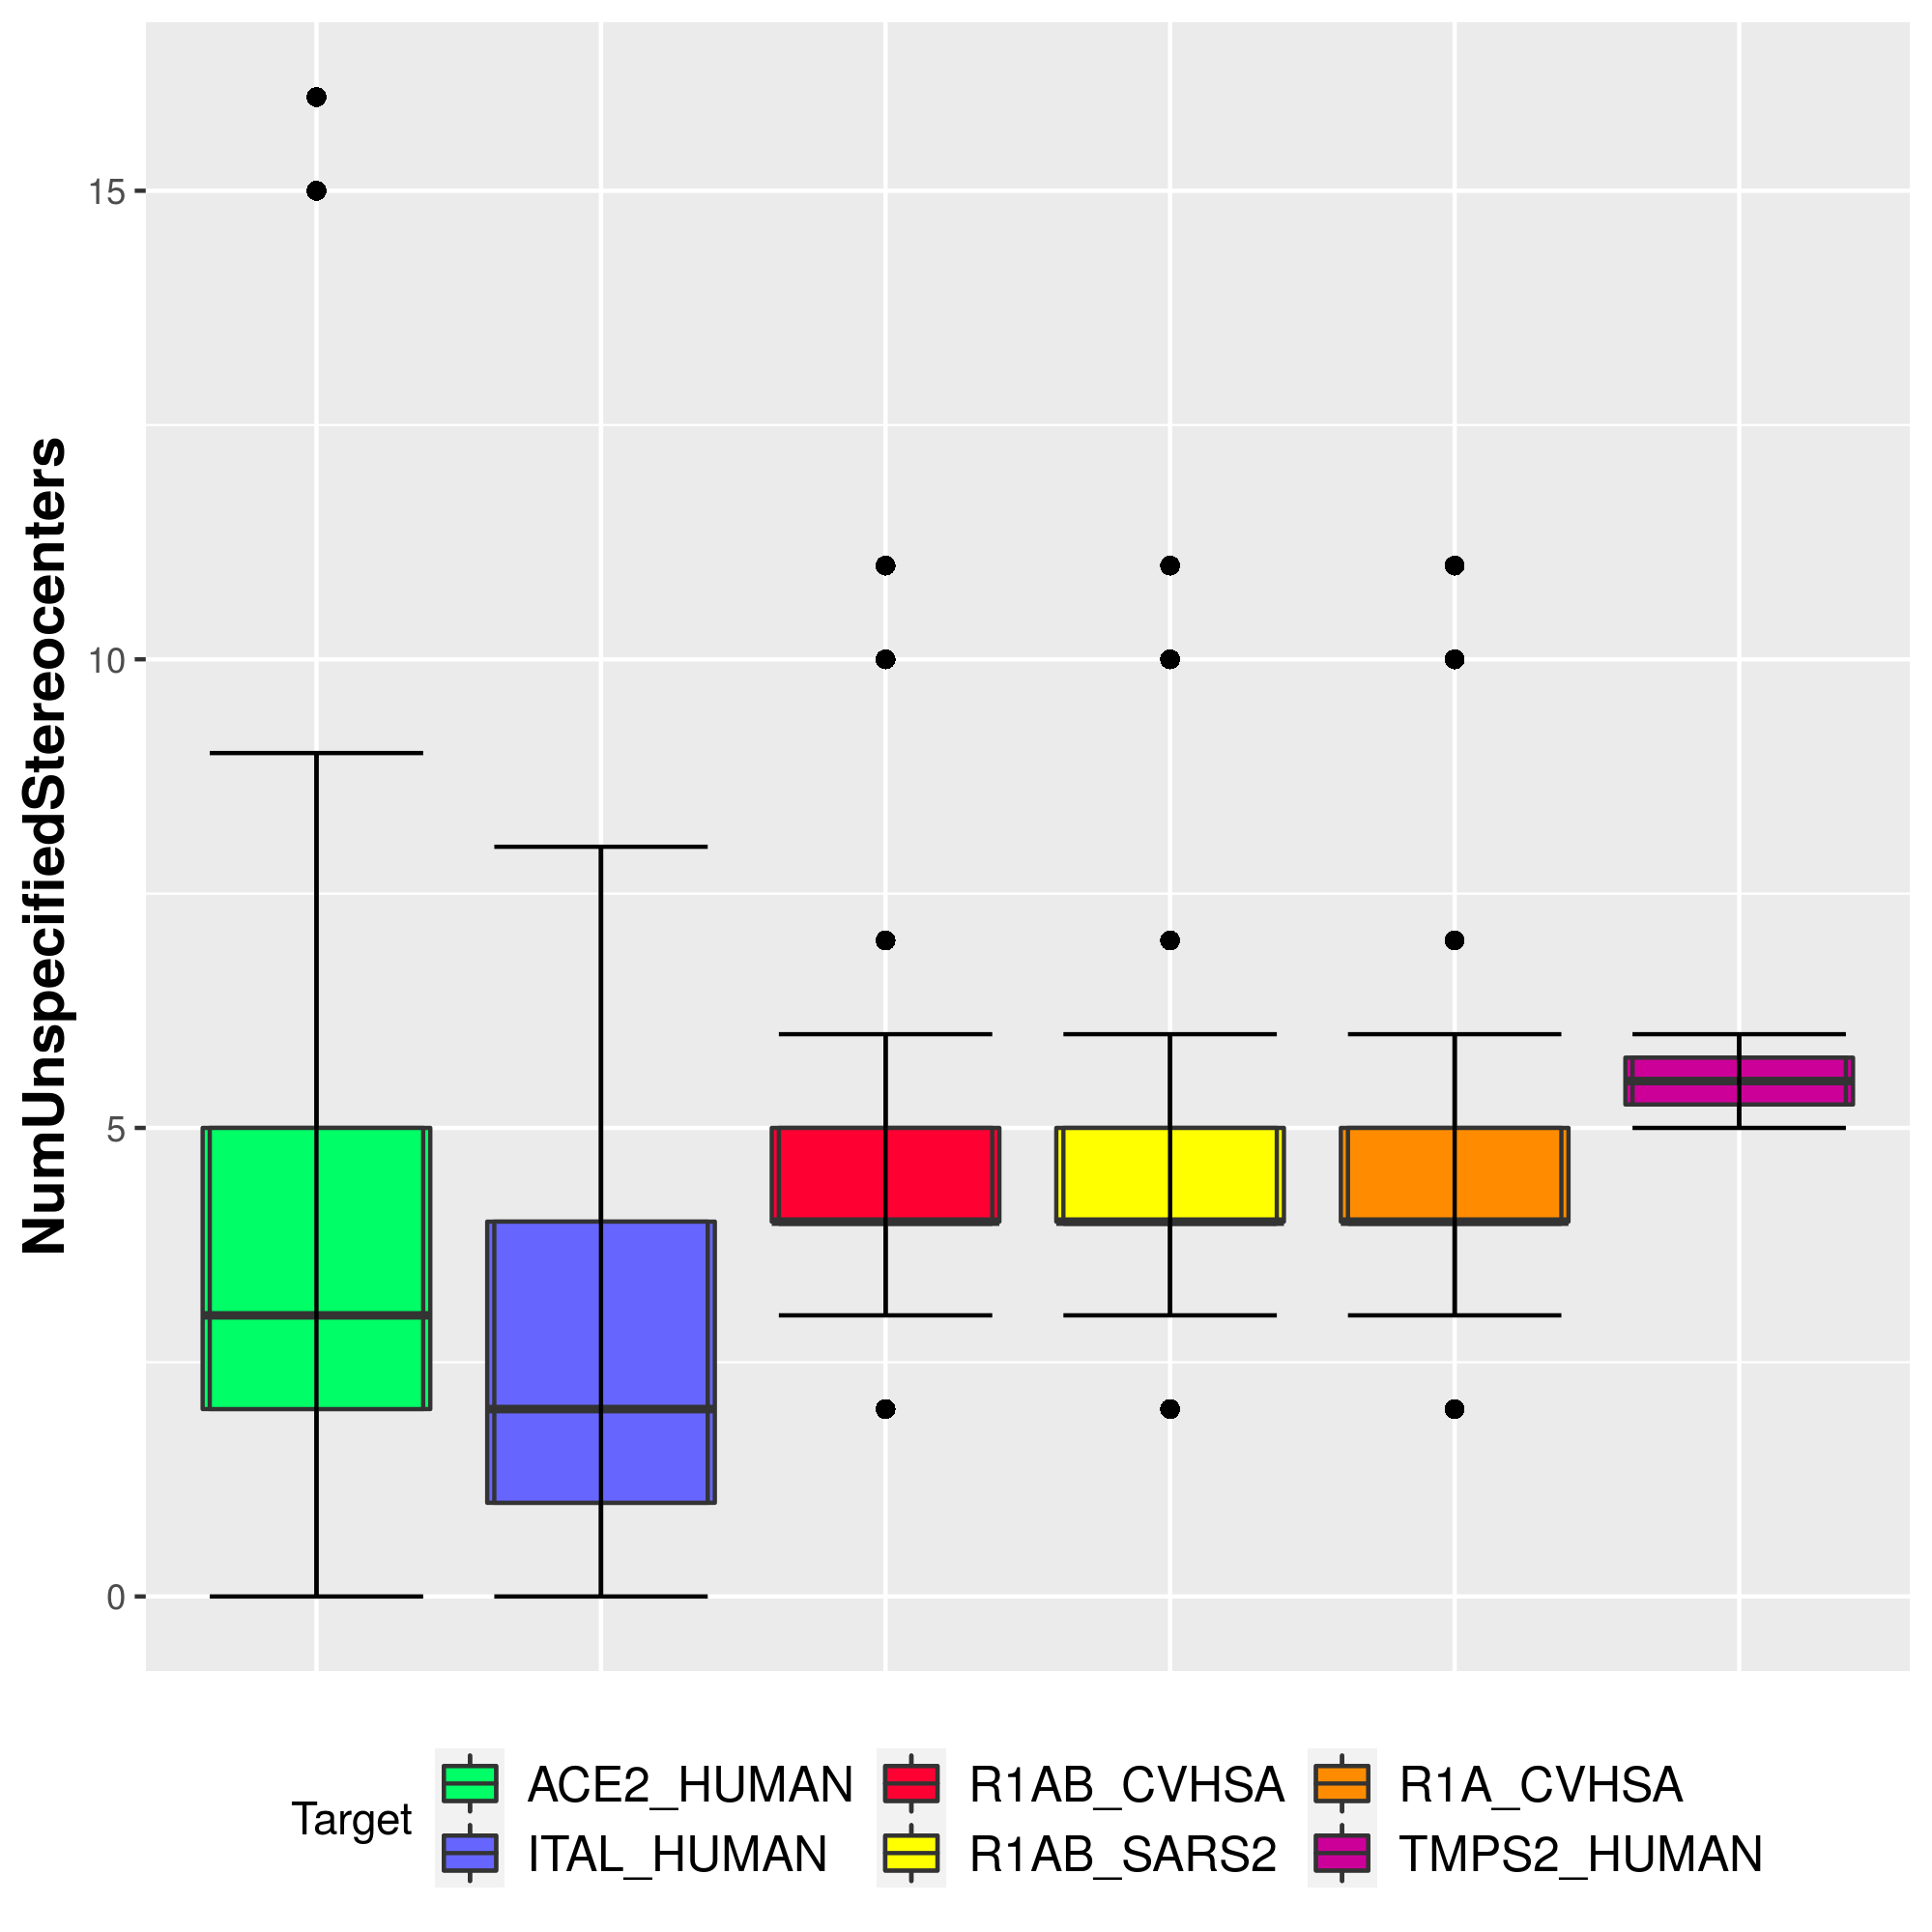 NumUnspecifiedStereocenters
15
10
5
0
Target
ACE2_HUMAN
R1AB_CVHSA
R1A_CVHSA
ITAL_HUMAN
R1AB_SARS2
TMPS2_HUMAN